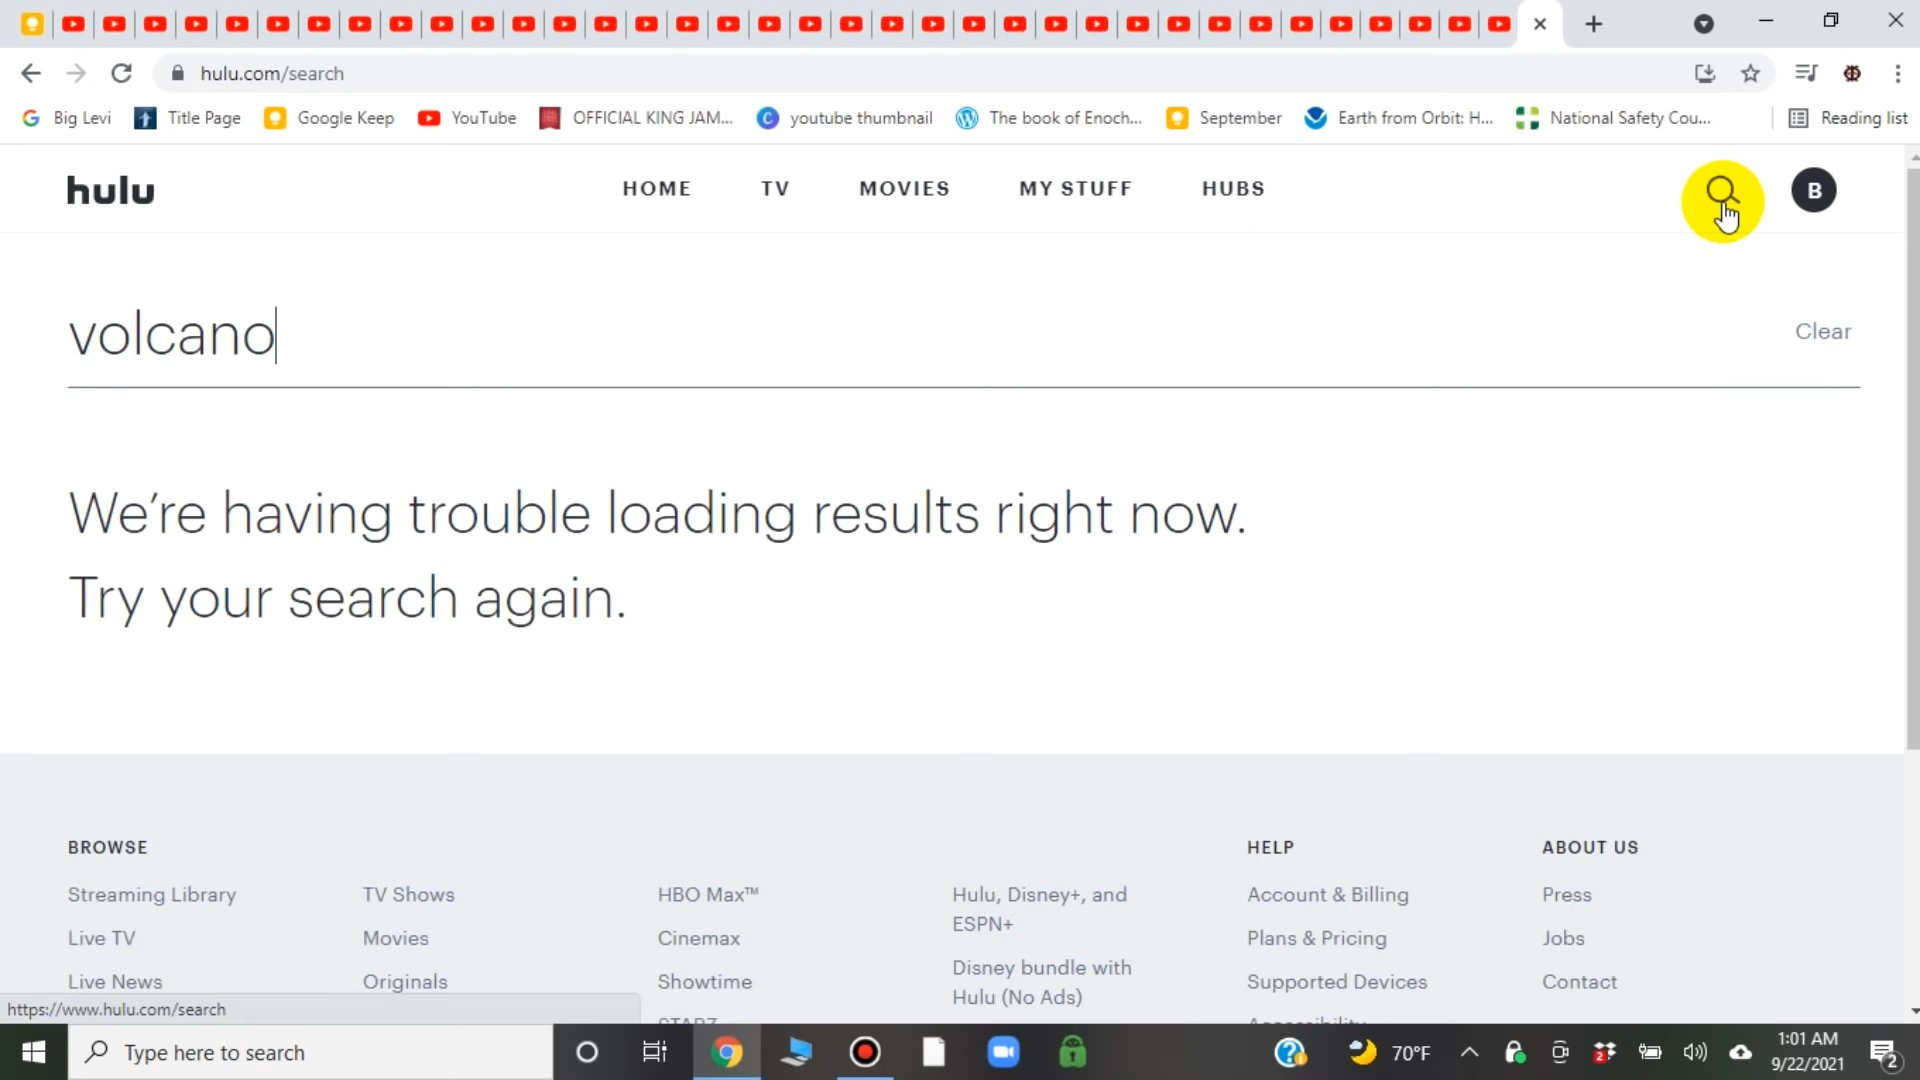 hulu.com/search
Big Levi
Title Page
Google Keep
YouTube
OFFICIAL KING JAM...
youtube thumbnail
The book of Enoch...
September
Earth from Orbit: H...
National Safety Cou...
Reading list
hulu
HOME
TV
MOVIES
MY STUFF
HUBS
B
volcano
Clear
We're having trouble loading results right now.
Try your search again.
BROWSE
HELP
ABOUT US
Streaming Library
TV Shows
HBO Max™
Hulu, Disney+, and
ESPN+
Account & Billing
Press
Live TV
Movies
Cinemax
Plans & Pricing
Jobs
Live News
Originals
Showtime
Disney bundle with
Hulu (No Ads)
Supported Devices
Contact
STARZ
Accessibility
https://www.hulu.com/search
Type here to search
70°F
1:01 AM
9/22/2021
2